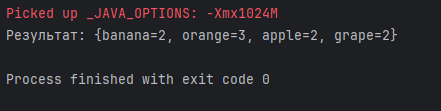 Picked up _JAVA_OPTIONS: -Xmx1024M
Результат: {banana=2, orange=3, apple=2, grape=2}
Process finished with exit code 0